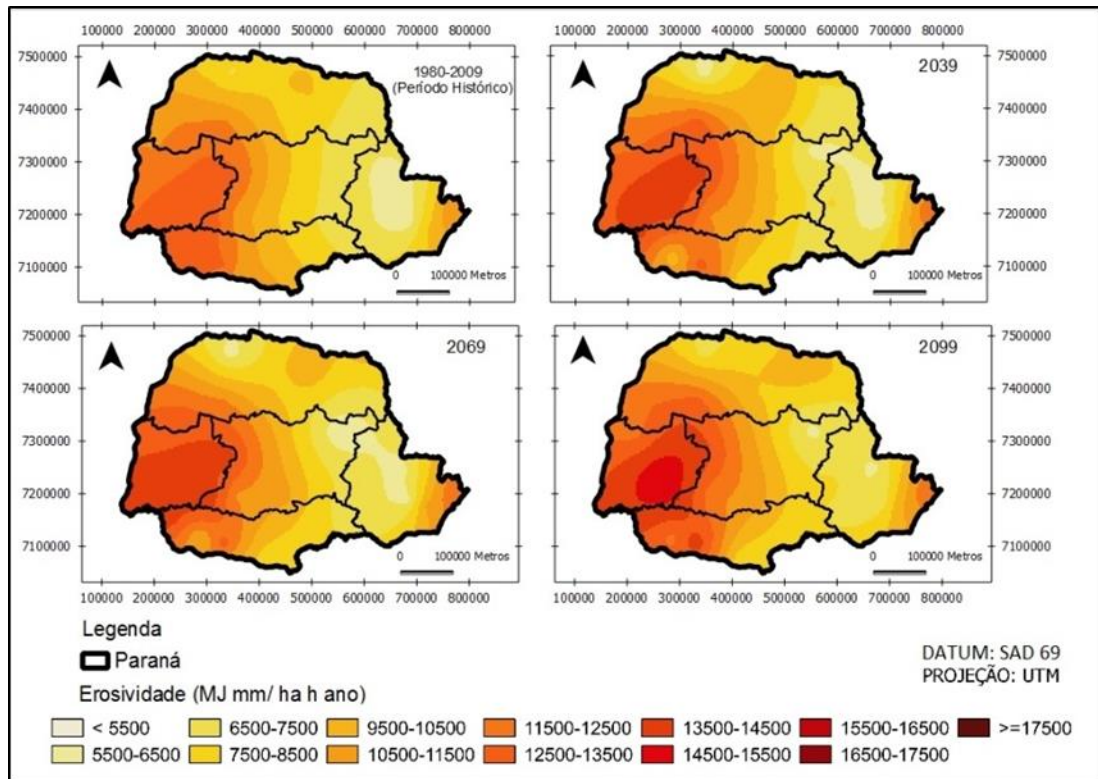 100000 200000 300000 400000 500000 600000 700000 800000
100000 200000 300000 400000 500000 600000 700000 800000
7500000
7400000
7300000
7200000
7100000
1980-2009
(Período Histórico)
0 100000 Metros
7500000
7400000
7300000
7200000
7100000
2039
0 100000 Metros
7500000
7400000
7300000
7200000
7100000
2069
0 100000 Metros
7500000
7400000
7300000
7200000
7100000
2099
0 100000 Metros
100000 200000 300000 400000 500000 600000 700000 800000
100000 200000 300000 400000 500000 600000 700000 800000
Legenda
Paraná
DATUM: SAD 69
PROJEÇÃO: UTM
Erosividade (MJ mm/ ha h ano)
< 5500 6500-7500 9500-10500 11500-12500 13500-14500 15500-16500 >=17500
5500-6500 7500-8500 10500-11500 12500-13500 14500-15500 16500-17500